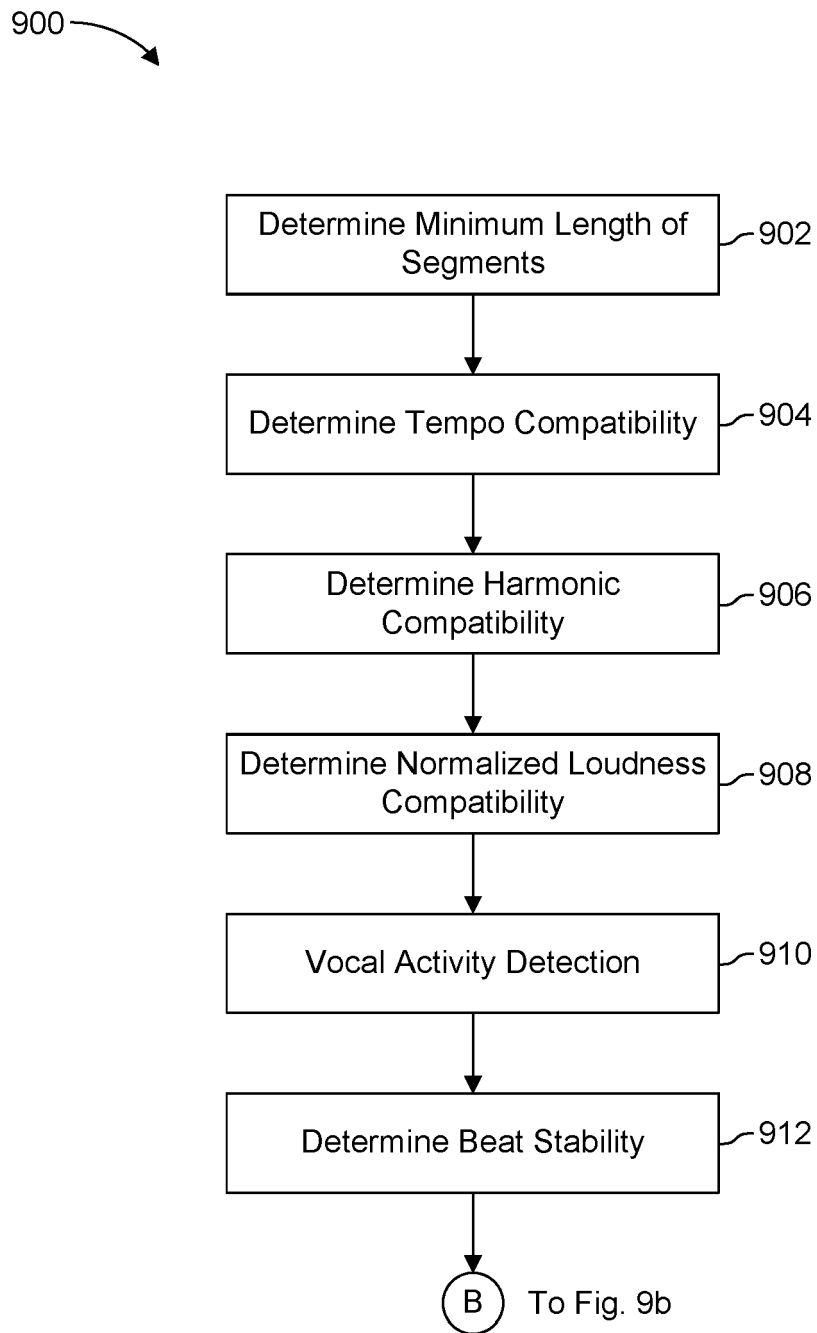 900
Determine Minimum Length of
Segments
902
Determine Tempo Compatibility
904
Determine Harmonic
Compatibility
906
Determine Normalized Loudness
Compatibility
908
Vocal Activity Detection
910
Determine Beat Stability
912
B To Fig. 9b